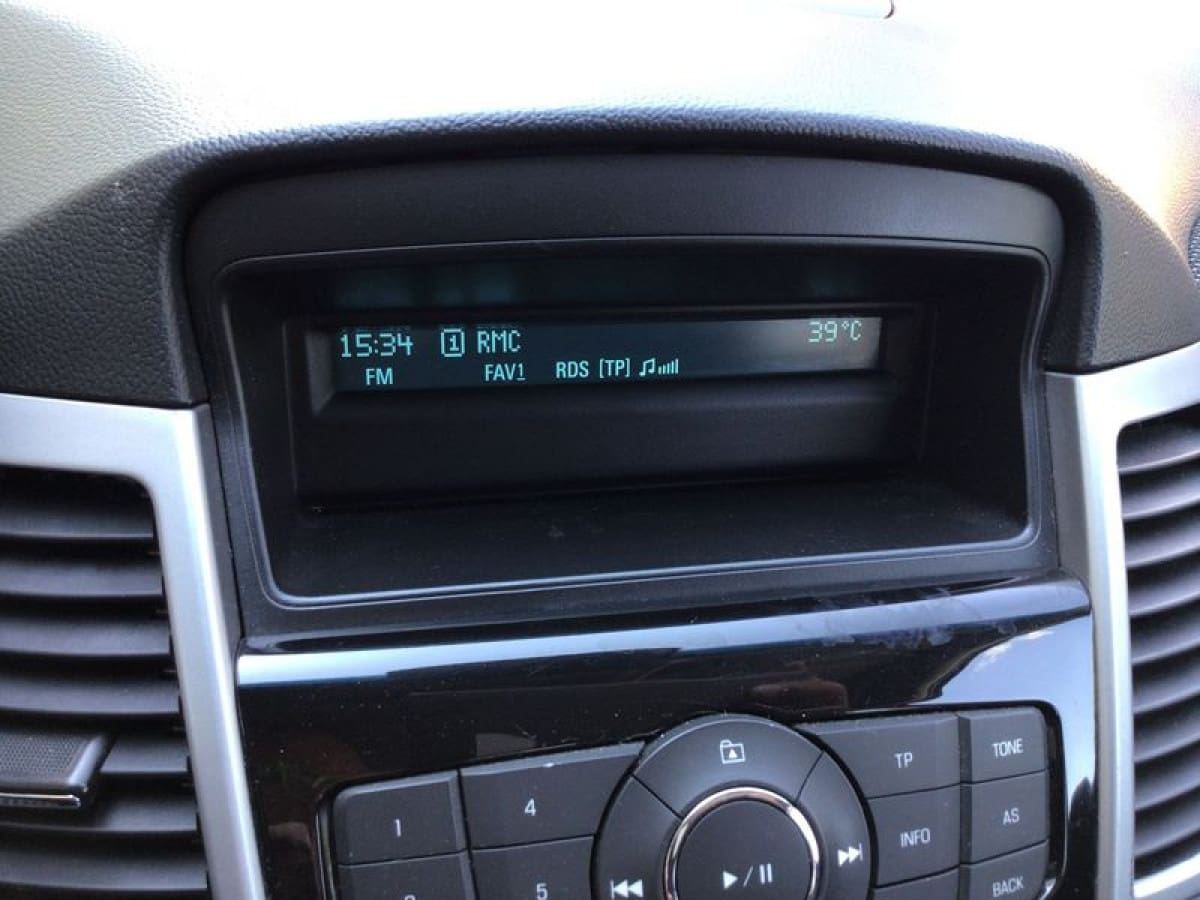 15:34 1 RMC 39°C
FM FAV1 RDS [TP]
TP TONE
1 4
INFO AS
5 BACK